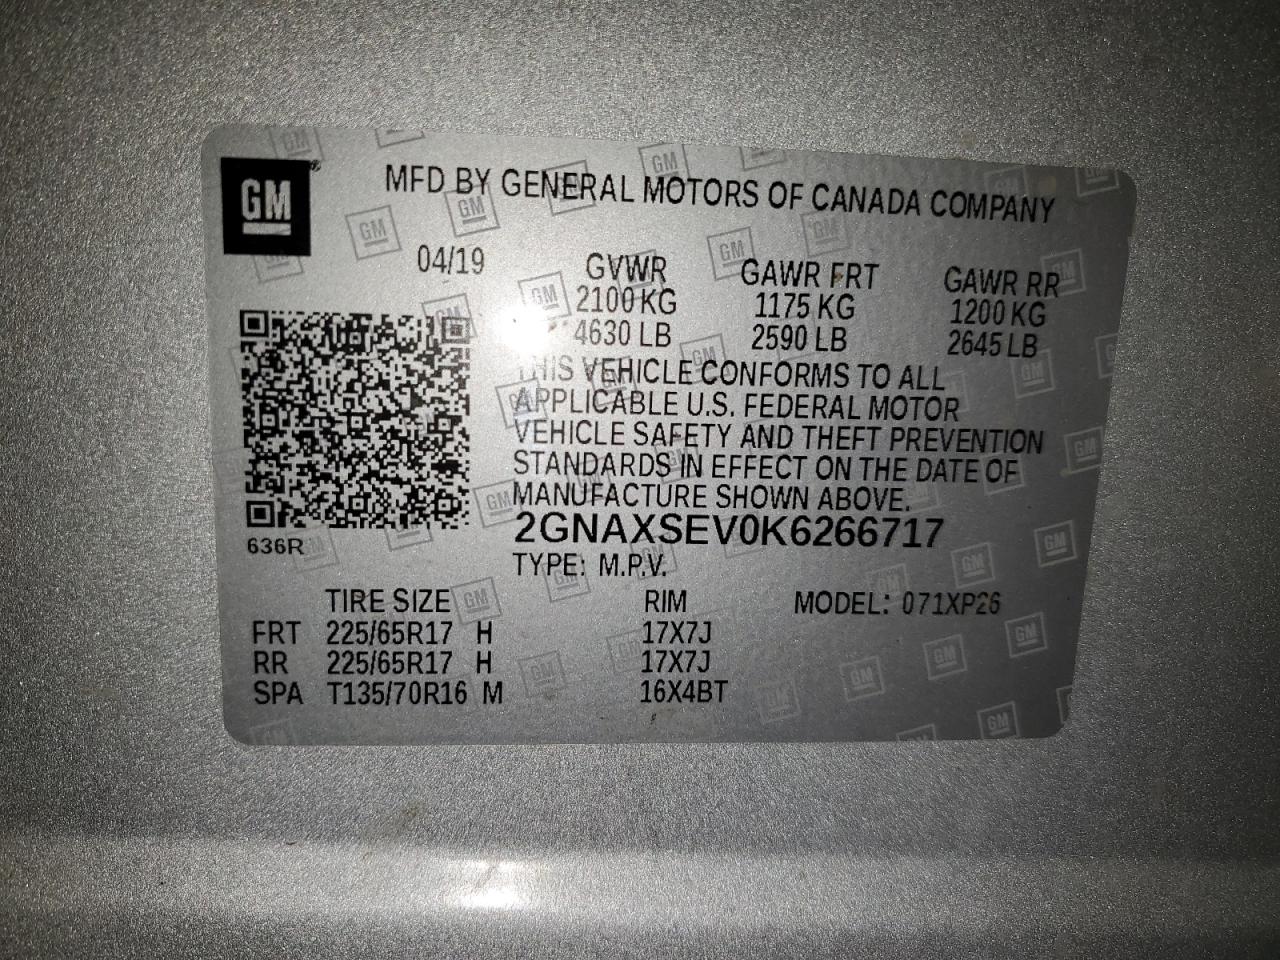 GM
MFD BY GENERAL MOTORS OF CANADA COMPANY
04/19
GVWR GAWR FRT GAWR RR
2100 KG 1175 KG 1200 KG
4630 LB 2590 LB 2645 LB
THIS VEHICLE CONFORMS TO ALL
APPLICABLE U.S. FEDERAL MOTOR
VEHICLE SAFETY AND THEFT PREVENTION
STANDARDS IN EFFECT ON THE DATE OF
MANUFACTURE SHOWN ABOVE.
2GNAXSEV0K6266717
636R
TYPE: M.P.V.
TIRE SIZE RIM MODEL: 071XP26
FRT 225/65R17 H 17X7J
RR 225/65R17 H 17X7J
SPA T135/70R16 M 16X4BT